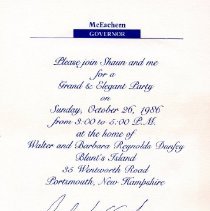 McEachern
GOVERNOR
Please join Shaun and me
for a
Grand & Elegant Party
on
Sunday, October 26, 1986
from 3:00 to 5:00 P.M.
at the home of
Walter and Barbara Reynolds Dunfey
Blunt's Island
35 Wentworth Road
Portsmouth, New Hampshire